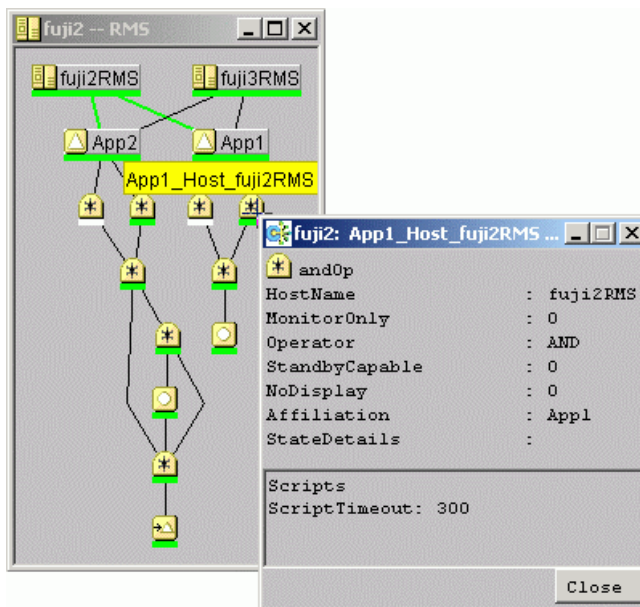 fuji2 -- RMS
fuji2RMS
fuji3RMS
App2
App1
App1_Host_fuji2RMS
fuji2: App1_Host_fuji2RMS ...
andOp
HostName : fuji2RMS
MonitorOnly : 0
Operator : AND
StandbyCapable : 0
NoDisplay : 0
Affiliation : App1
StateDetails :
Scripts
ScriptTimeout: 300
Close